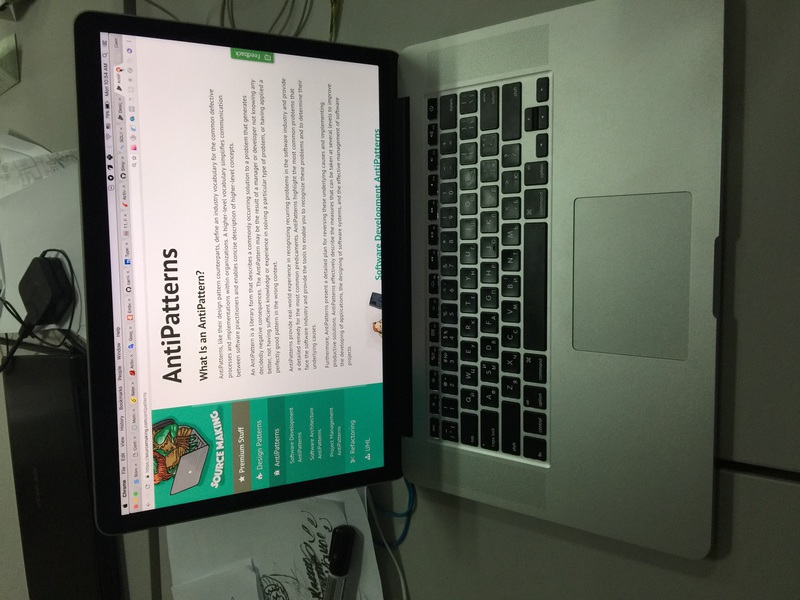 Chrome File Edit View History Bookmarks People Window Help
Mon 10:54 AM
https://sourcemaking.com/antipatterns
SOURCE MAKING
Premium Stuff
Design Patterns
AntiPatterns
Software Development
AntiPatterns
Software Architecture
AntiPatterns
Project Management
AntiPatterns
Refactoring
UML
AntiPatterns
What Is an AntiPattern?
AntiPatterns, like their design pattern counterparts, define an industry vocabulary for the common defective
processes and implementations within organizations. A higher-level vocabulary simplifies communication
between software practitioners and enables concise description of higher-level concepts.
An AntiPattern is a literary form that describes a commonly occurring solution to a problem that generates
decidedly negative consequences. The AntiPattern may be the result of a manager or developer not knowing any
better, not having sufficient knowledge or experience in solving a particular type of problem, or having applied a
perfectly good pattern in the wrong context.
AntiPatterns provide real-world experience in recognizing recurring problems in the software industry and provide
a detailed remedy for the most common predicaments. AntiPatterns highlight the most common problems that
face the software industry and provide the tools to enable you to recognize these problems and to determine their
underlying causes.
Furthermore, AntiPatterns present a detailed plan for reversing these underlying causes and implementing
productive solutions. AntiPatterns effectively describe the measures that can be taken at several levels to improve
the developing of applications, the designing of software systems, and the effective management of software
projects.
Software Development AntiPatterns
Feedback
caps lock
shift
shift
fn control option command
command option